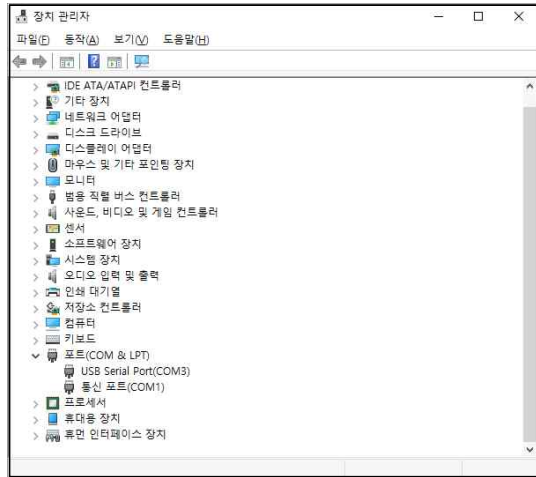 장치 관리자
파일(F) 동작(A) 보기(V) 도움말(H)
IDE ATA/ATAPI 컨트롤러
기타 장치
네트워크 어댑터
디스크 드라이브
디스플레이 어댑터
마우스 및 기타 포인팅 장치
모니터
범용 직렬 버스 컨트롤러
사운드, 비디오 및 게임 컨트롤러
센서
소프트웨어 장치
시스템 장치
오디오 입력 및 출력
인쇄 대기열
저장소 컨트롤러
컴퓨터
키보드
포트(COM & LPT)
USB Serial Port(COM3)
통신 포트(COM1)
프로세서
휴대용 장치
휴먼 인터페이스 장치